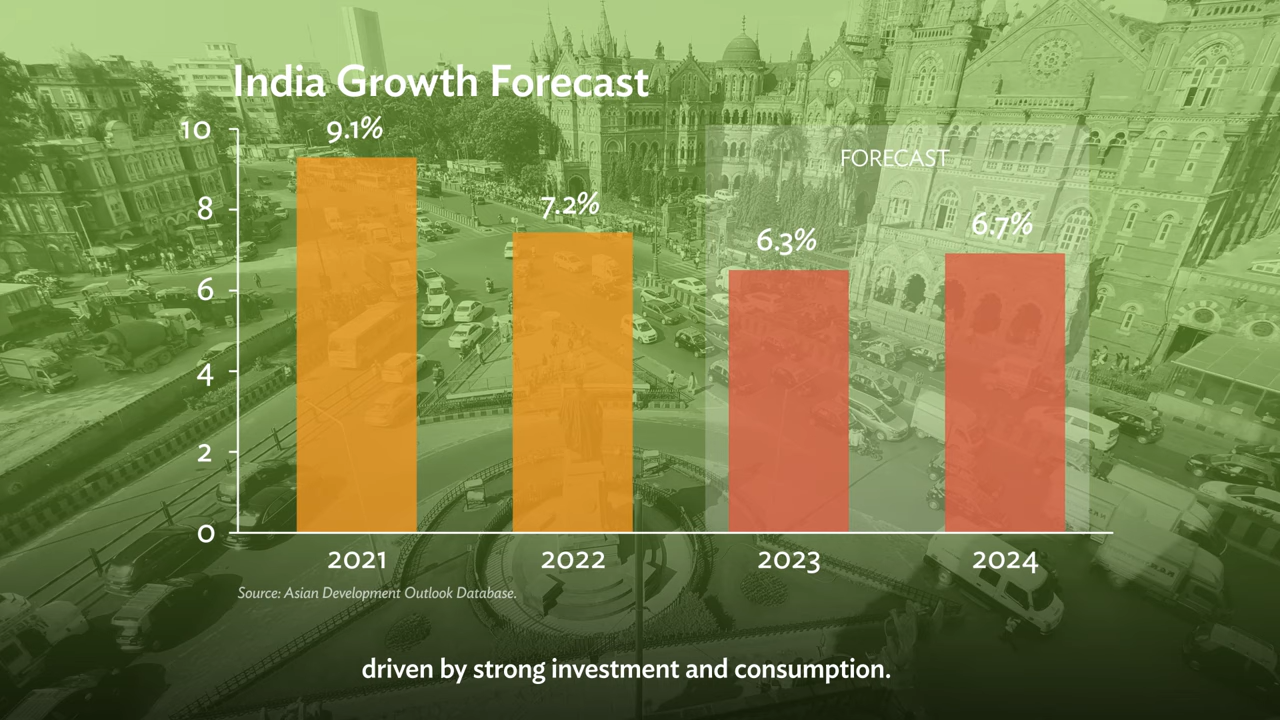 India Growth Forecast
10
9.1%
FORECAST
8
7.2%
6.3%
6.7%
6
4
2
0
2021 2022 2023 2024
Source: Asian Development Outlook Database.
driven by strong investment and consumption.